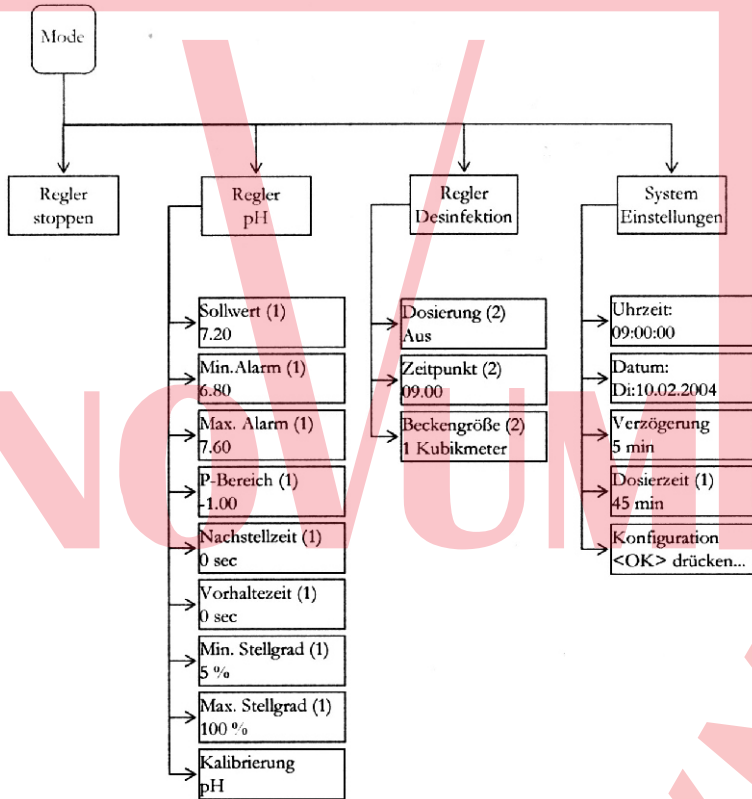 Mode
Regler
stoppen
Regler
pH
Regler
Desinfektion
System
Einstellungen
Sollwert (1)
7.20
Min.Alarm (1)
6.80
Max. Alarm (1)
7.60
P-Bereich (1)
-1.00
Nachstellzeit (1)
0 sec
Vorhaltezeit (1)
0 sec
Min. Stellgrad (1)
5 %
Max. Stellgrad (1)
100 %
Kalibrierung
pH
Dosierung (2)
Aus
Zeitpunkt (2)
09.00
Beckengröße (2)
1 Kubikmeter
Uhrzeit:
09:00:00
Datum:
Di:10.02.2004
Verzögerung
5 min
Dosierzeit (1)
45 min
Konfiguration
<OK> drücken...
NOVUM